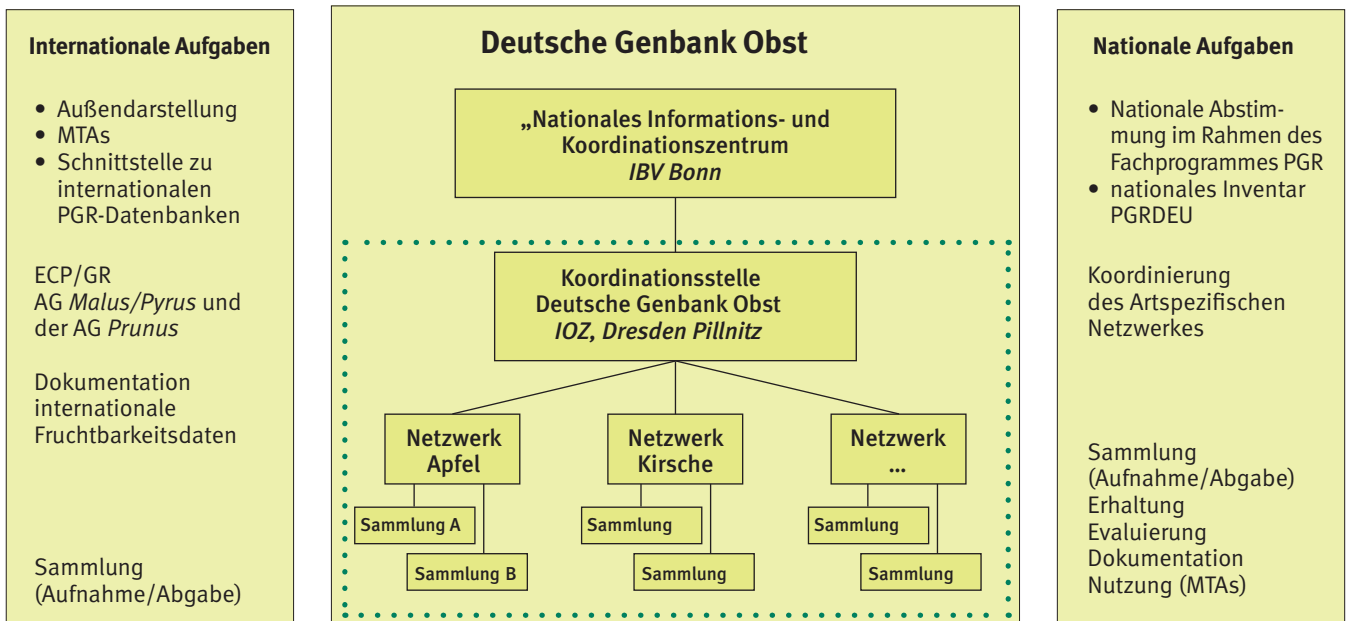 Internationale Aufgaben
• Außendarstellung
• MTAs
• Schnittstelle zu
internationalen
PGR-Datenbanken
ECP/GR
AG Malus/Pyrus und
der AG Prunus
Dokumentation
internationale
Fruchtbarkeitsdaten
Sammlung
(Aufnahme/Abgabe)
Deutsche Genbank Obst
„Nationales Informations- und
Koordinationszentrum
IBV Bonn
Koordinationsstelle
Deutsche Genbank Obst
IOZ, Dresden Pillnitz
Netzwerk
Apfel
Sammlung A
Sammlung B
Netzwerk
Kirsche
Sammlung
Sammlung
Netzwerk
...
Sammlung
Sammlung
Nationale Aufgaben
• Nationale Abstim-
mung im Rahmen des
Fachprogrammes PGR
• nationales Inventar
PGRDEU
Koordinierung
des Artspezifischen
Netzwerkes
Sammlung
(Aufnahme/Abgabe)
Erhaltung
Evaluierung
Dokumentation
Nutzung (MTAs)